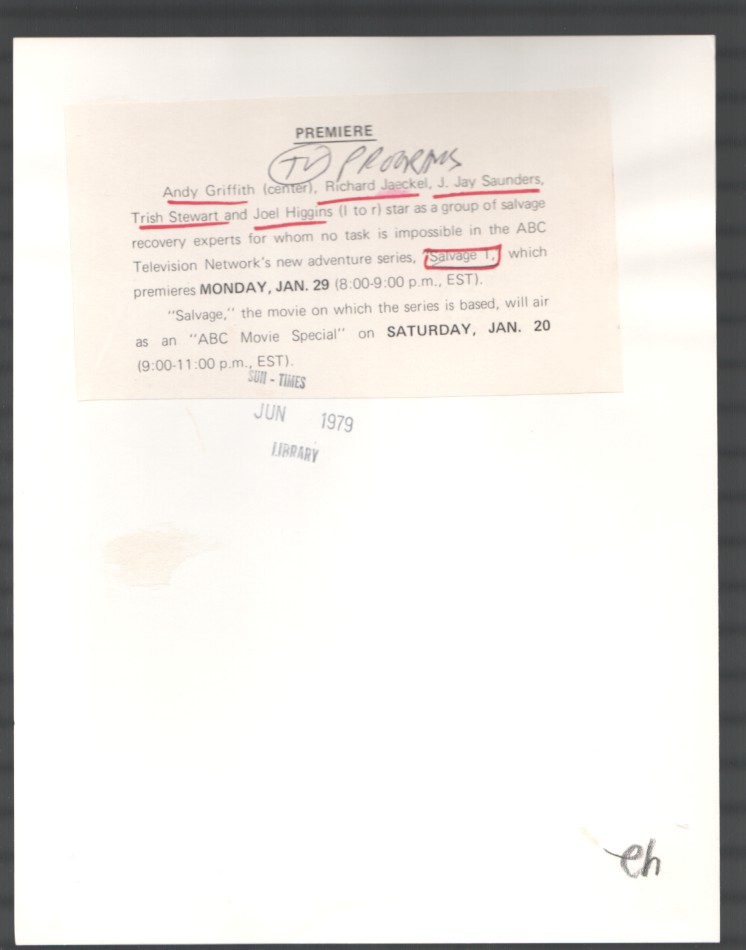 PREMIERE
TV PROGRAMS
Andy Griffith (center), Richard Jaeckel, J. Jay Saunders,
Trish Stewart and Joel Higgins (l to r) star as a group of salvage
recovery experts for whom no task is impossible in the ABC
Television Network's new adventure series, "Salvage 1," which
premieres MONDAY, JAN. 29 (8:00-9:00 p.m., EST).
"Salvage," the movie on which the series is based, will air
as an "ABC Movie Special" on SATURDAY, JAN. 20
(9:00-11:00 p.m., EST).
SUN - TIMES
JUN 1979
LIBRARY
eh